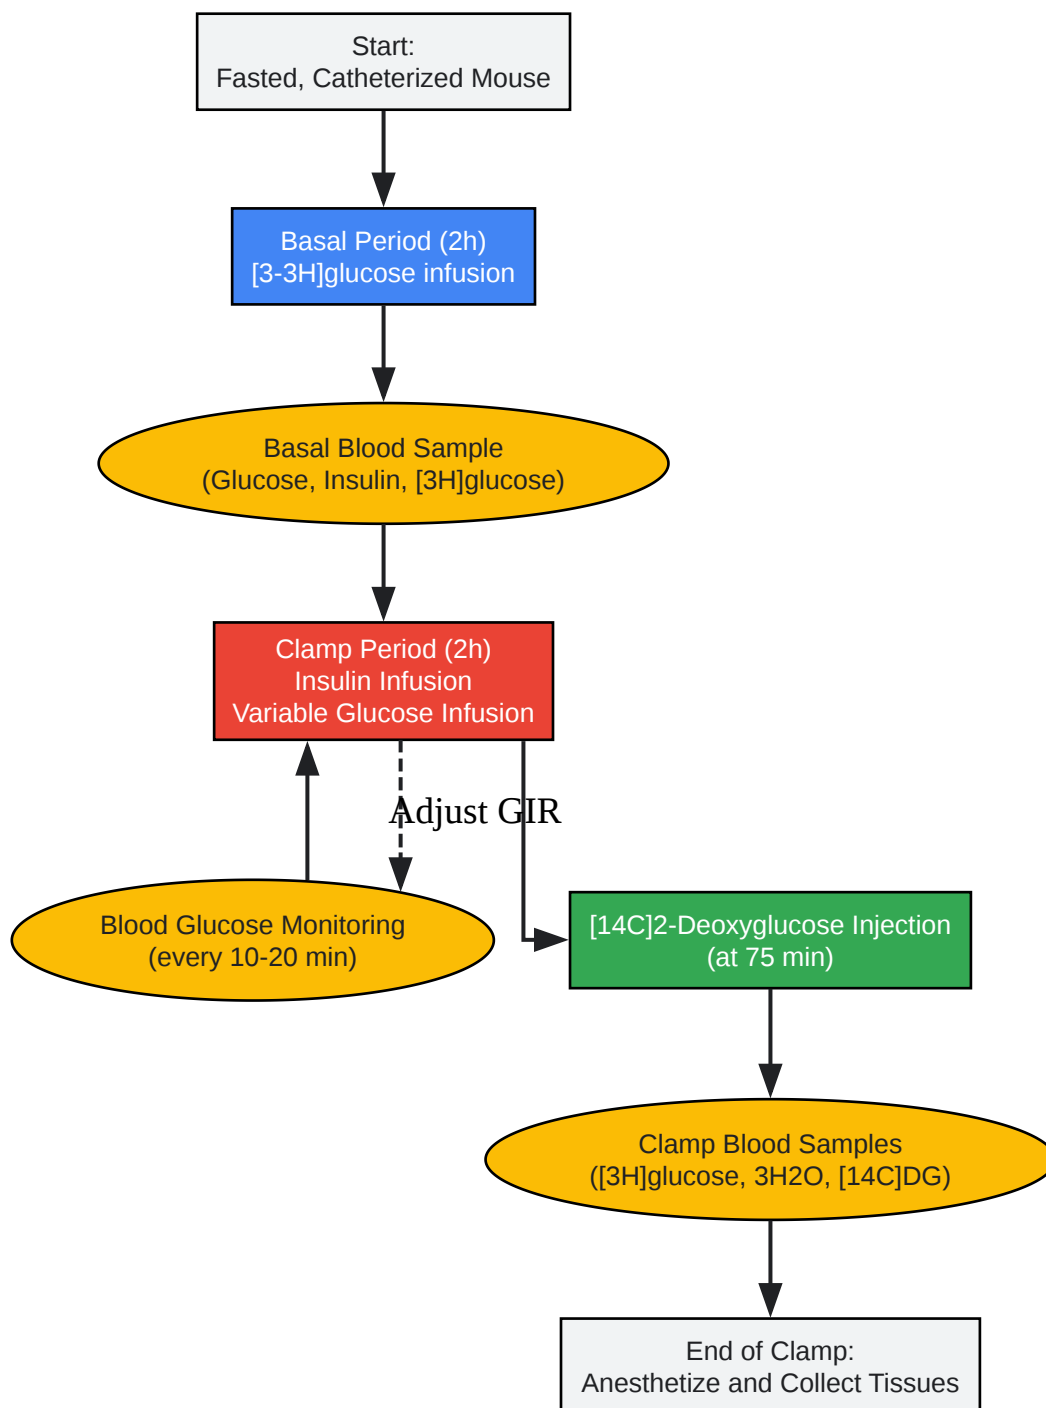 Start:
Fasted, Catheterized Mouse
Basal Period (2h)
[3-3H]glucose infusion
Basal Blood Sample
(Glucose, Insulin, [3H]glucose)
Clamp Period (2h)
Insulin Infusion
Variable Glucose Infusion
Adjust GIR
Blood Glucose Monitoring
(every 10-20 min)
[14C]2-Deoxyglucose Injection
(at 75 min)
Clamp Blood Samples
([3H]glucose, 3H2O, [14C]DG)
End of Clamp:
Anesthetize and Collect Tissues